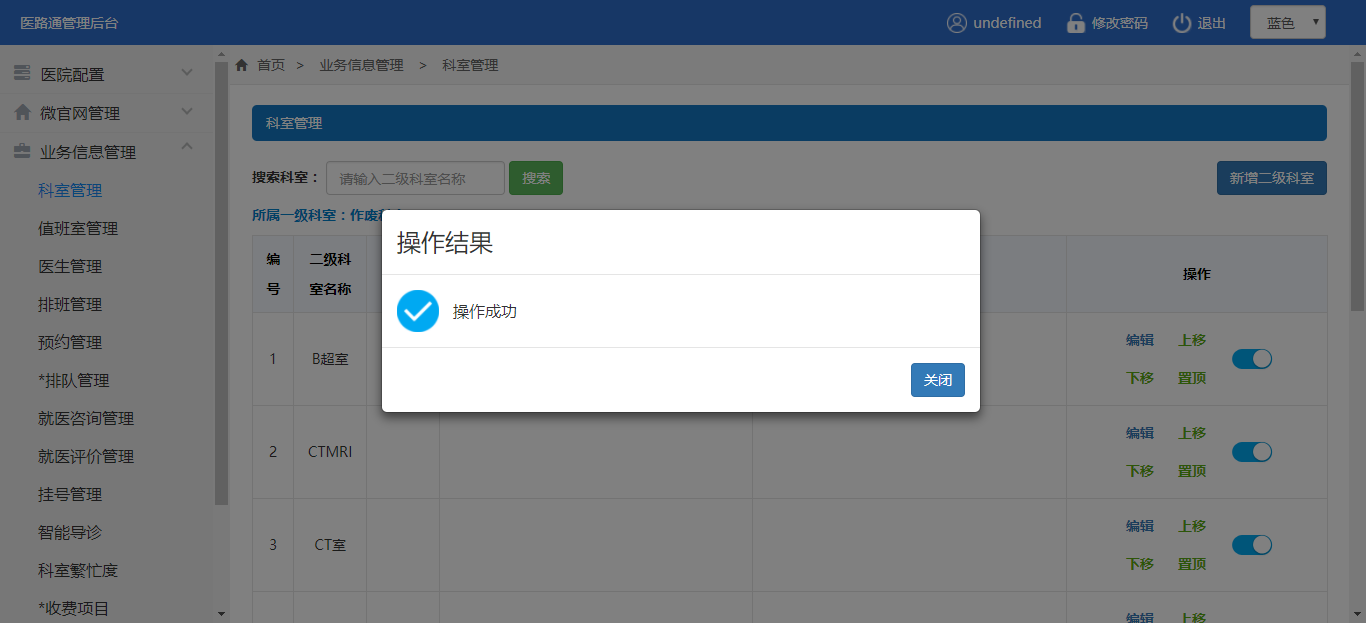 医路通管理后台
undefined
修改密码
退出
蓝色
医院配置
微官网管理
业务信息管理
科室管理
值班室管理
医生管理
排班管理
预约管理
*排队管理
就医咨询管理
就医评价管理
挂号管理
智能导诊
科室繁忙度
*收费项目
首页 > 业务信息管理 > 科室管理
科室管理
搜索科室：
请输入二级科室名称
搜索
新增二级科室
所属一级科室：作废
编号
二级科室名称
操作
1
B超室
编辑 上移
下移 置顶
2
CTMRI
编辑 上移
下移 置顶
3
CT室
编辑 上移
下移 置顶
编辑 上移
操作结果
操作成功
关闭